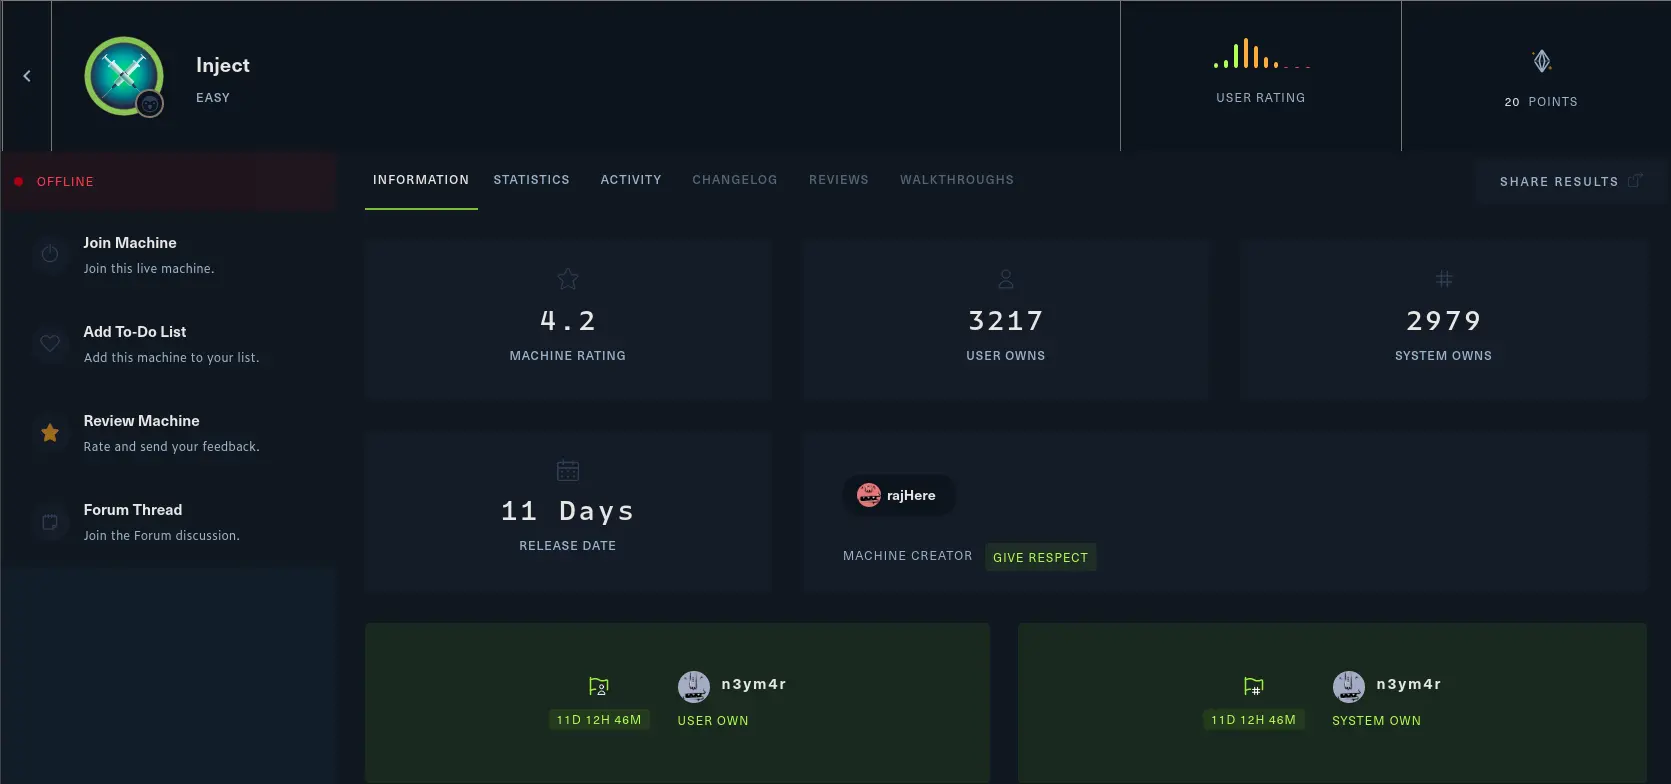 Inject
EASY
USER RATING
20 POINTS
OFFLINE
INFORMATION STATISTICS ACTIVITY CHANGELOG REVIEWS WALKTHROUGHS
SHARE RESULTS
Join Machine
Join this live machine.
Add To-Do List
Add this machine to your list.
Review Machine
Rate and send your feedback.
Forum Thread
Join the Forum discussion.
4.2
MACHINE RATING
3217
USER OWNS
2979
SYSTEM OWNS
11 Days
RELEASE DATE
rajHere
MACHINE CREATOR GIVE RESPECT
n3ym4r
11D 12H 46M USER OWN
n3ym4r
11D 12H 46M SYSTEM OWN